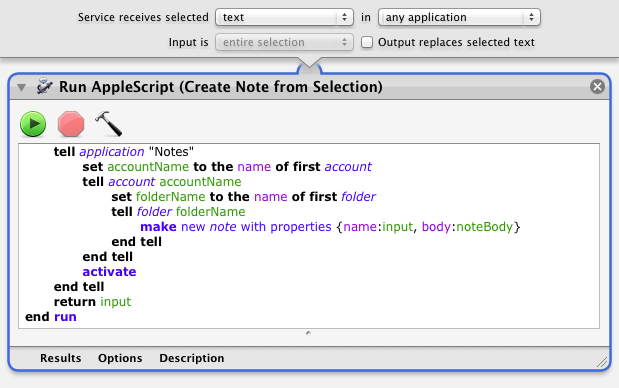 Service receives selected text in any application
Input is entire selection Output replaces selected text
Run AppleScript (Create Note from Selection)
tell application "Notes"
set accountName to the name of first account
tell account accountName
set folderName to the name of first folder
tell folder folderName
make new note with properties {name:input, body:noteBody}
end tell
end tell
activate
end tell
return input
end run
Results Options Description